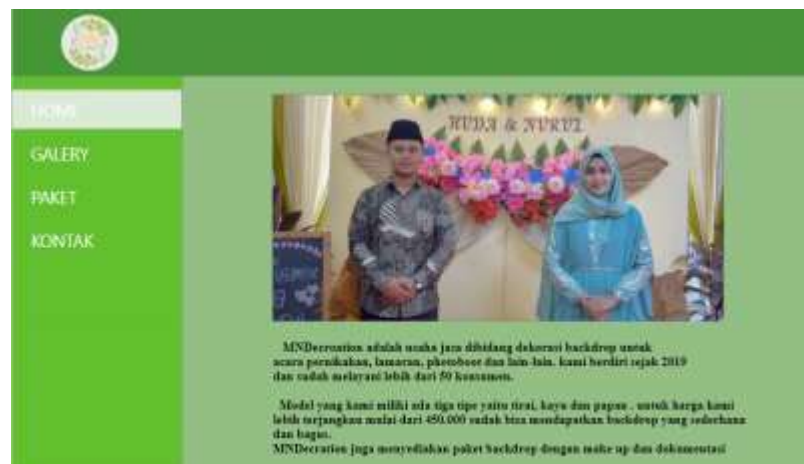 HOME
GALERY
PAKET
KONTAK
HUDA & NURUL
MNDecroation adalah usaha jasa dibidang dekorasi backdrop untuk
acara pernikahan, lamaran, photoboot dan lain-lain. kami berdiri sejak 2019
dan sudah melayani lebih dari 50 konsumen.
Model yang kami miliki ada tiga tipe yaitu tirai, kayu dan papan . untuk harga kami
lebih terjangkau mulai dari 450.000 sudah bisa mendapatkan backdrop yang sederhana
dan bagus.
MNDecration juga menyediakan paket backdrop dengan make up dan dokumentasi